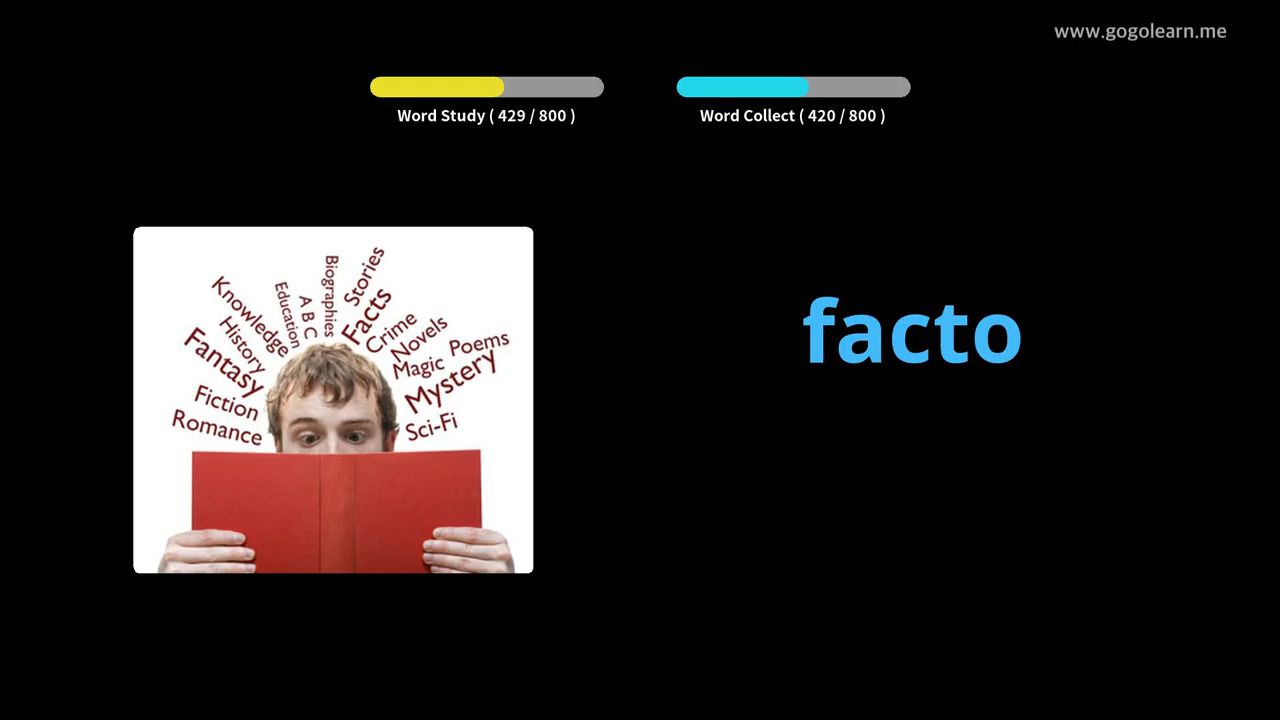 www.gogolearn.me
Word Study ( 429 / 800 )
Word Collect ( 420 / 800 )
Stories
Biographies
Facts
A B C
Education
Knowledge
Crime
History
Novels
Poems
Fantasy
Magic
Mystery
Fiction
Sci-Fi
Romance
facto